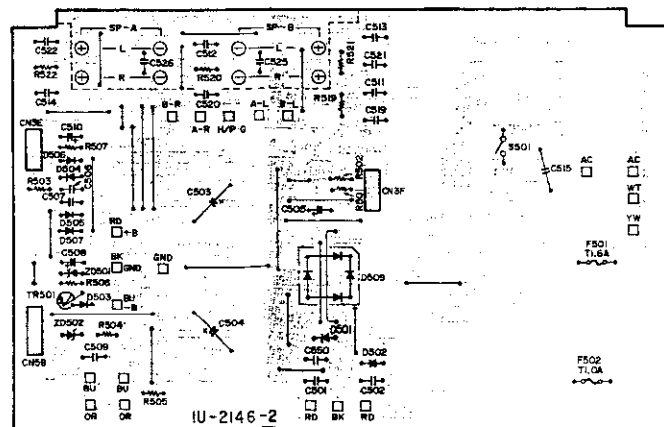 SP-A SP-B
C522 L C526 C512 L C525 R521 C513
R522 R R520 R C521
C514 C520 R519 C511
C519
B-R A-L B-L
A-R H/P G
CN3E C510 R507
D506
D504
R503 C506
C507
D505
D507
C503
R502
R501
CN3F
C505
S501
C515
AC AC
WT
YW
RD +B
BK GND GND
C508
ZD501
R506
D509
F501
T1.6A
TR501 D503 BU -B
ZD502 R504
C504
D501
CN5B C509
C550 D502
C501 C502
F502
T1.0A
BU BU
OR OR R505
1U-2146-2
RD BK RD